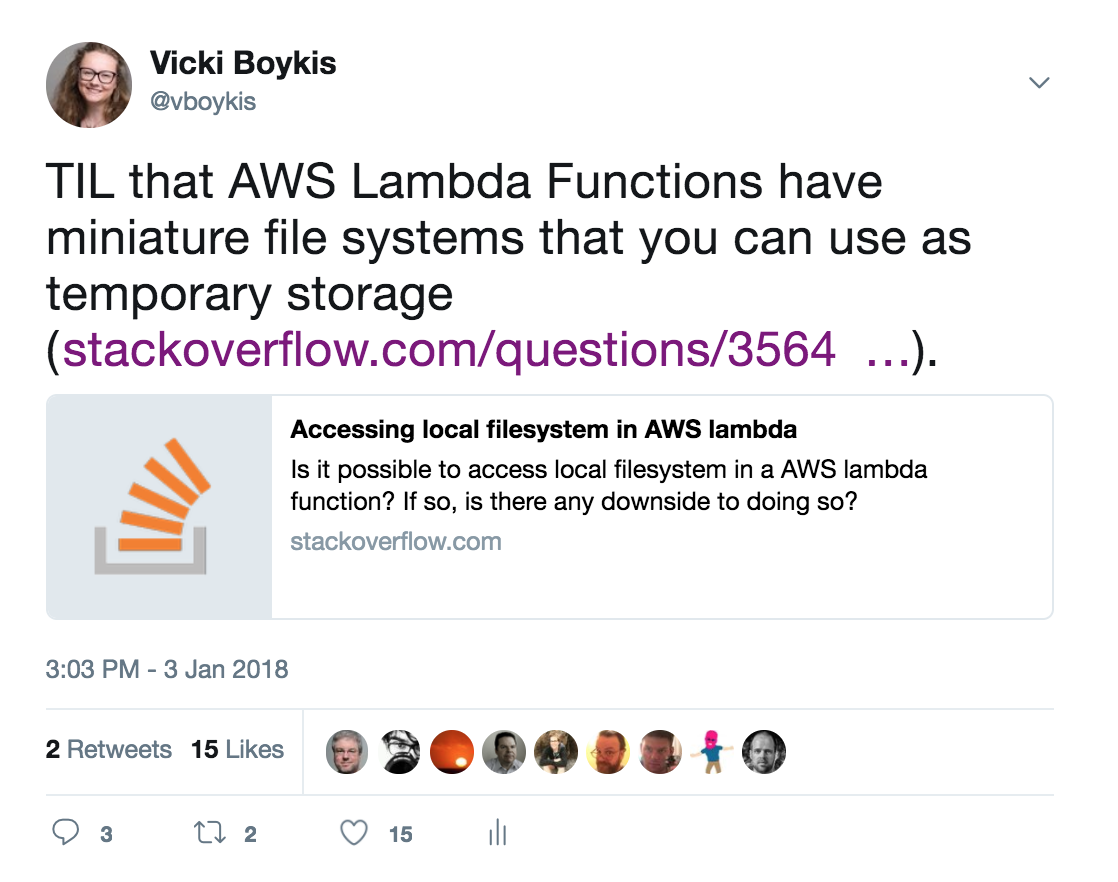 Vicki Boykis
@vboykis
TIL that AWS Lambda Functions have
miniature file systems that you can use as
temporary storage
(stackoverflow.com/questions/3564 …).
Accessing local filesystem in AWS lambda
Is it possible to access local filesystem in a AWS lambda
function? If so, is there any downside to doing so?
stackoverflow.com
3:03 PM - 3 Jan 2018
2 Retweets 15 Likes
3 2 15